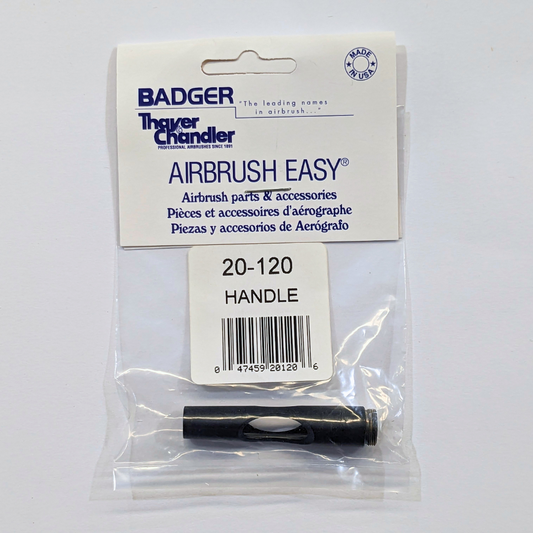 MADE
IN USA
BADGER
"The leading names
in airbrush..."
Thayer &
Chandler
PROFESSIONAL AIRBRUSHES SINCE 1891
AIRBRUSH EASY®
Airbrush parts & accessories
Pièces et accessoires d'aérographe
Piezas y accesorios de Aerógrafo
20-120
HANDLE
0 47459 20120 6